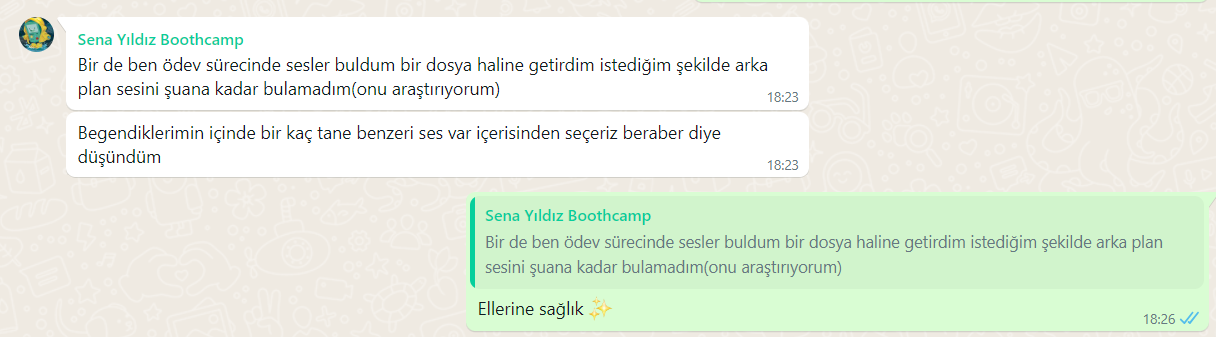 Sena Yıldız Boothcamp
Bir de ben ödev sürecinde sesler buldum bir dosya haline getirdim istediğim şekilde arka
plan sesini şuana kadar bulamadım(onu araştırıyorum)
18:23
Begendiklerimin içinde bir kaç tane benzeri ses var içerisinden seçeriz beraber diye
düşündüm
18:23
Sena Yıldız Boothcamp
Bir de ben ödev sürecinde sesler buldum bir dosya haline getirdim istediğim şekilde arka plan
sesini şuana kadar bulamadım(onu araştırıyorum)
Ellerine sağlık ✨
18:26